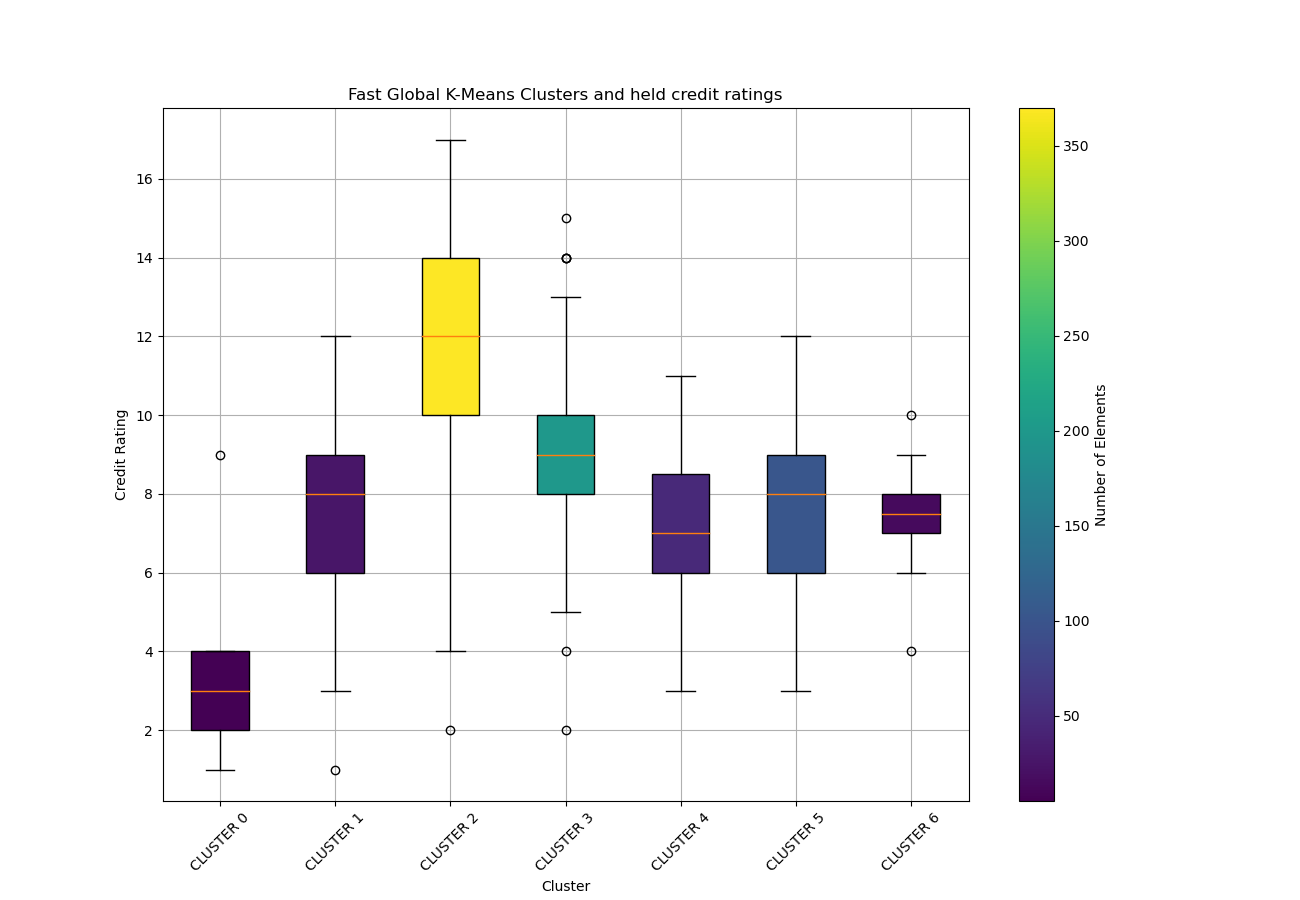 Fast Global K-Means Clusters and held credit ratings
16
14
12
10
8
6
4
2
Credit Rating
CLUSTER 0
CLUSTER 1
CLUSTER 2
CLUSTER 3
CLUSTER 4
CLUSTER 5
CLUSTER 6
Cluster
350
300
250
200
150
100
50
Number of Elements